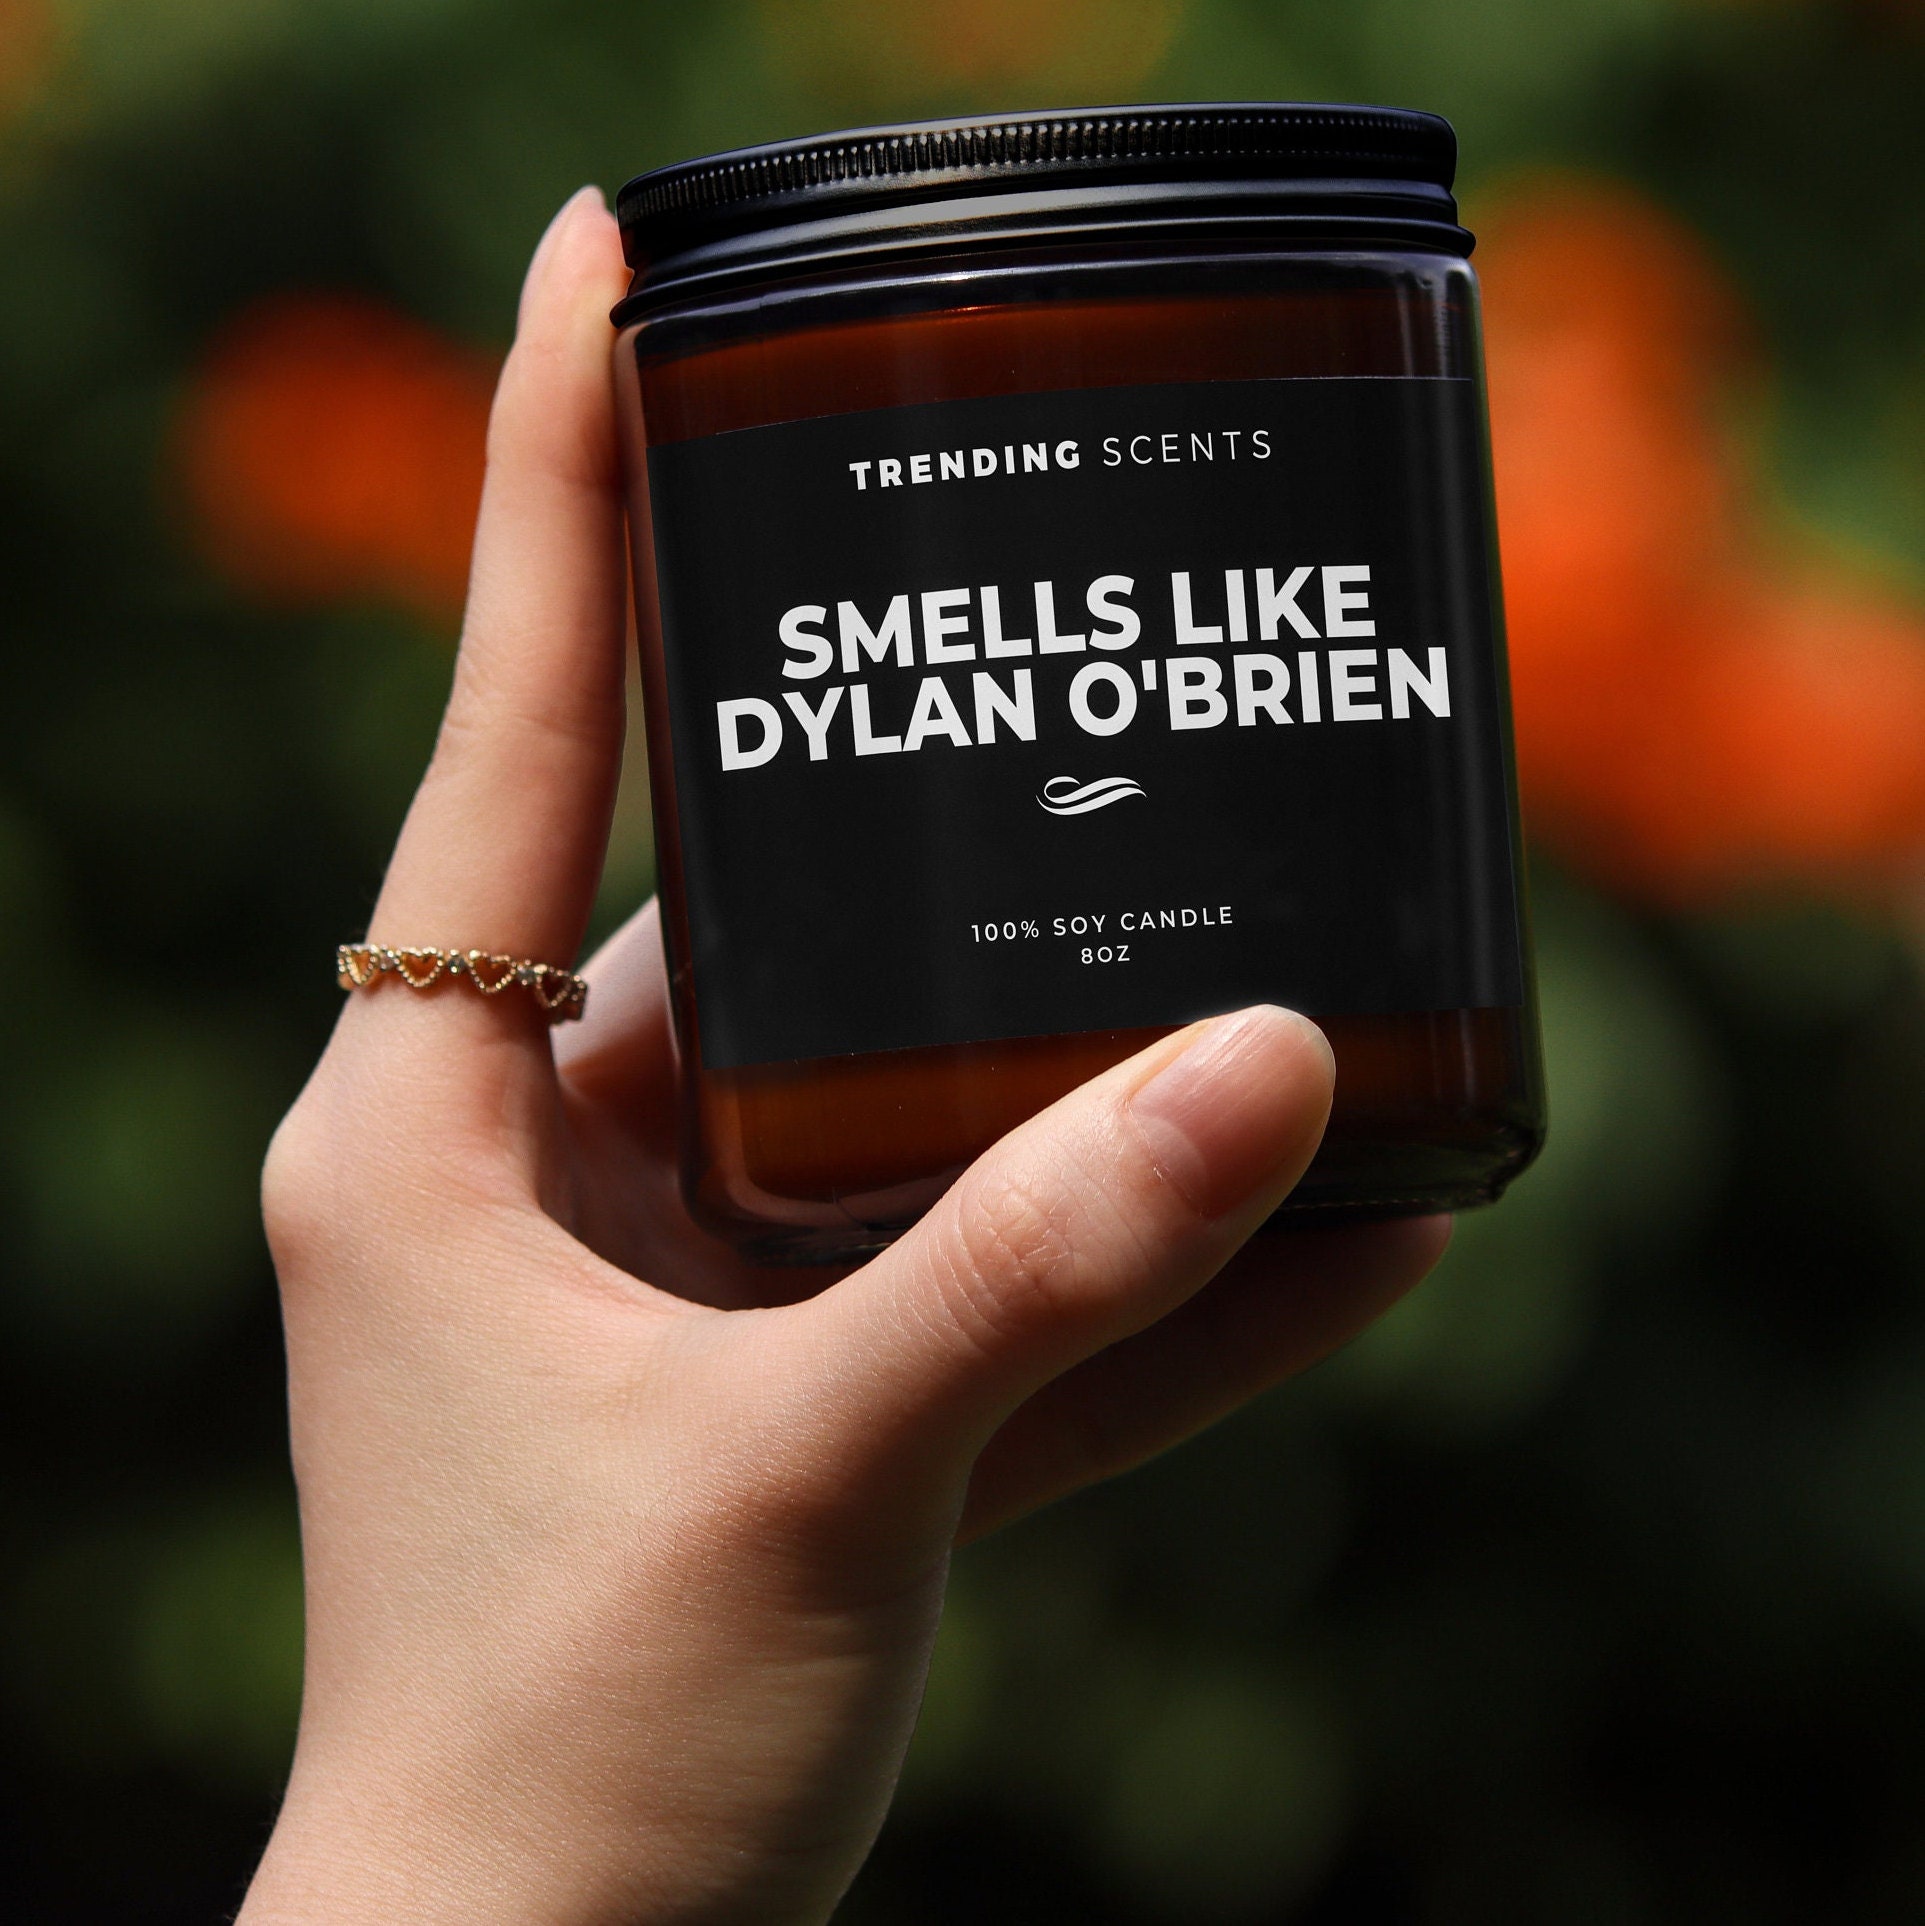 TRENDING SCENTS
SMELLS LIKE
DYLAN O'BRIEN
100% SOY CANDLE
8OZ